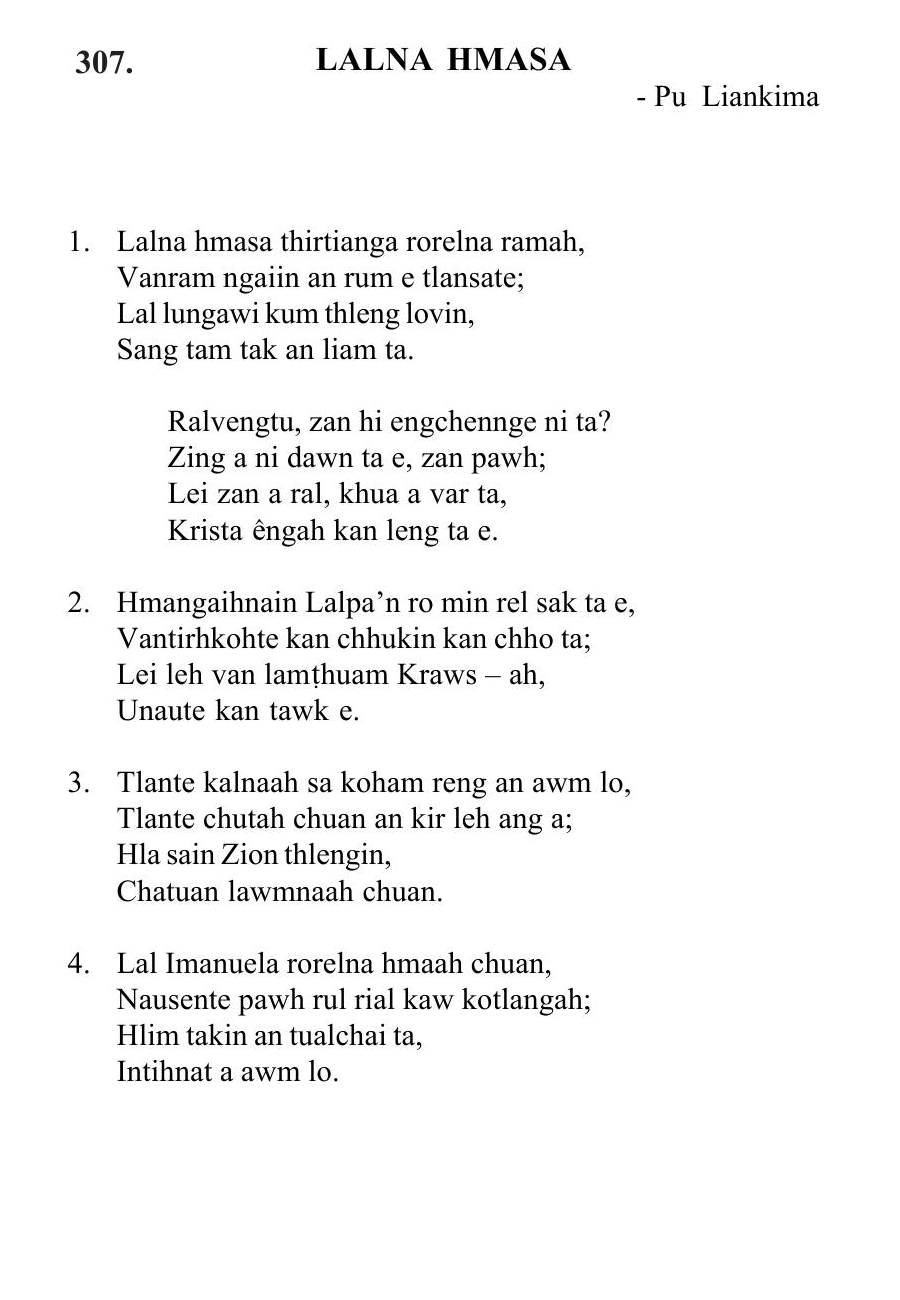 307. LALNA HMASA
- Pu Liankima
1. Lalna hmasa thirtianga rorelna ramah,
Vanram ngaiin an rum e tlansate;
Lal lungawi kum thleng lovin,
Sang tam tak an liam ta.
Ralvengtu, zan hi engchennge ni ta?
Zing a ni dawn ta e, zan pawh;
Lei zan a ral, khua a var ta,
Krista êngah kan leng ta e.
2. Hmangaihnain Lalpa’n ro min rel sak ta e,
Vantirhkohte kan chhukin kan chho ta;
Lei leh van lamṭhuam Kraws – ah,
Unaute kan tawk e.
3. Tlante kalnaah sa koham reng an awm lo,
Tlante chutah chuan an kir leh ang a;
Hla sain Zion thlengin,
Chatuan lawmnaah chuan.
4. Lal Imanuela rorelna hmaah chuan,
Nausente pawh rul rial kaw kotlangah;
Hlim takin an tualchai ta,
Intihnat a awm lo.